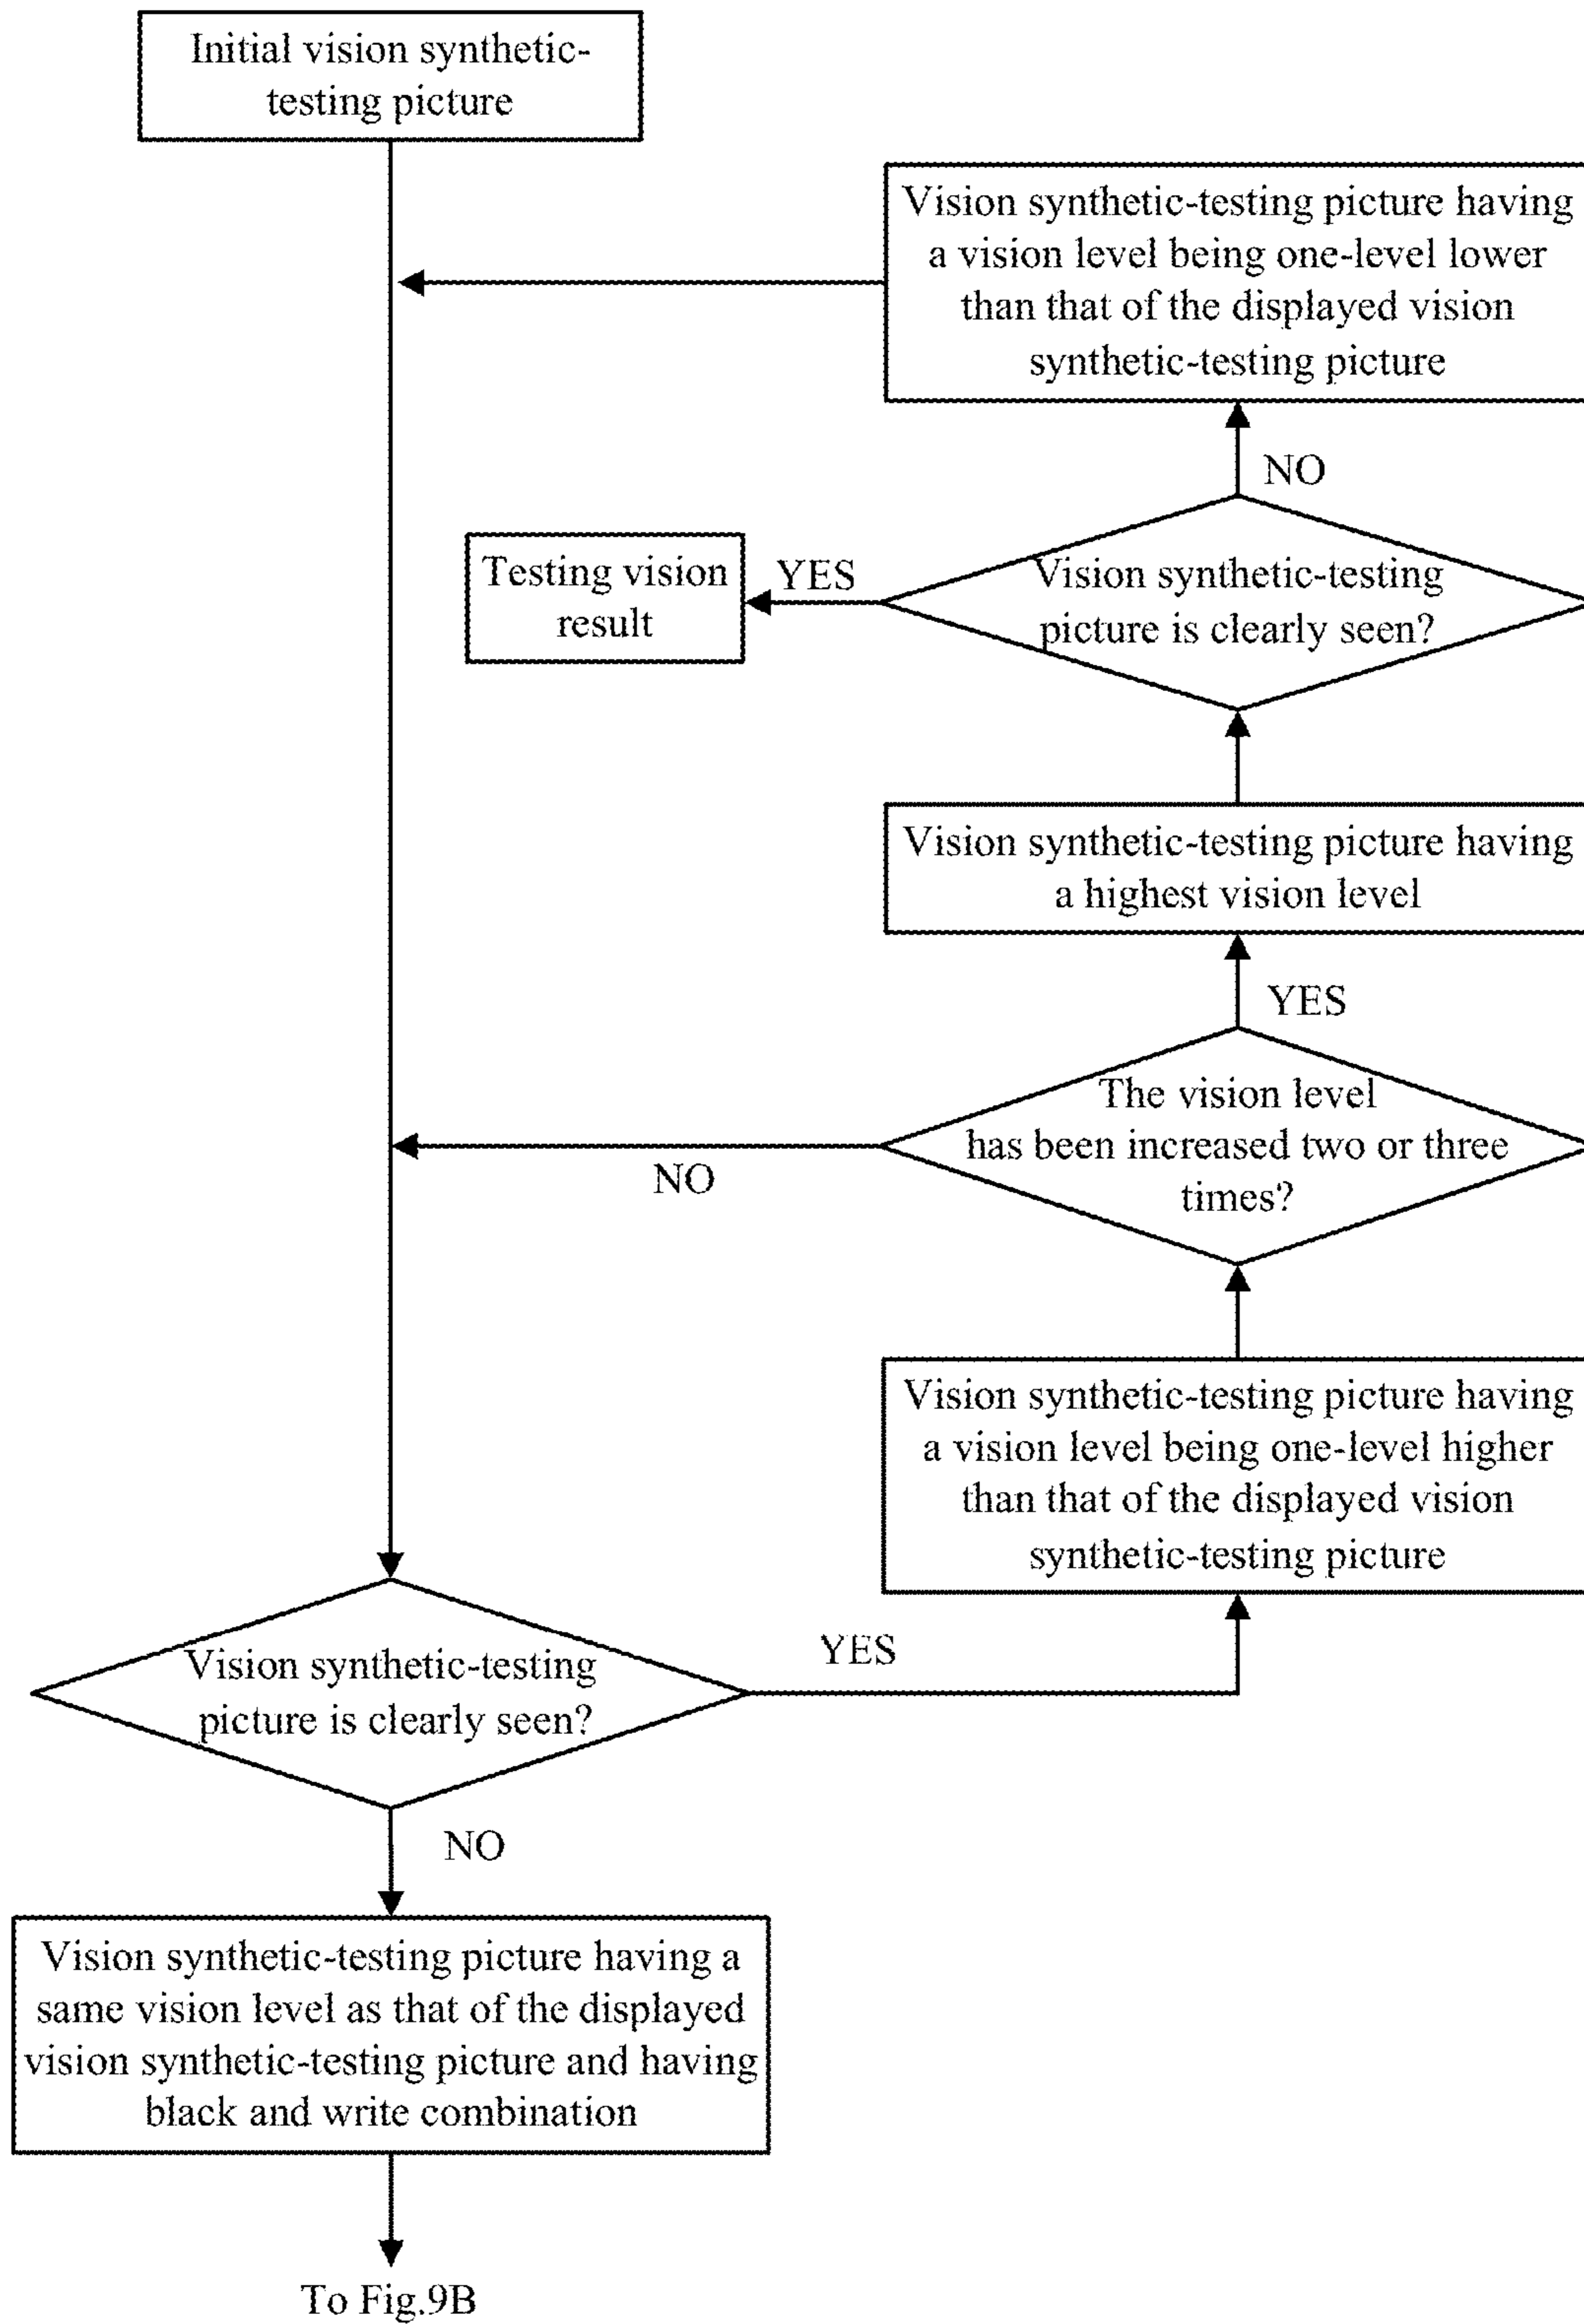 Initial vision synthetic-
testing picture
Vision synthetic-testing picture having
a vision level being one-level lower
than that of the displayed vision
synthetic-testing picture
NO
Testing vision
result
YES
Vision synthetic-testing
picture is clearly seen?
Vision synthetic-testing picture having
a highest vision level
YES
The vision level
has been increased two or three
times?
NO
Vision synthetic-testing picture having
a vision level being one-level higher
than that of the displayed vision
synthetic-testing picture
Vision synthetic-testing
picture is clearly seen?
YES
NO
Vision synthetic-testing picture having a
same vision level as that of the displayed
vision synthetic-testing picture and having
black and write combination
To Fig.9B